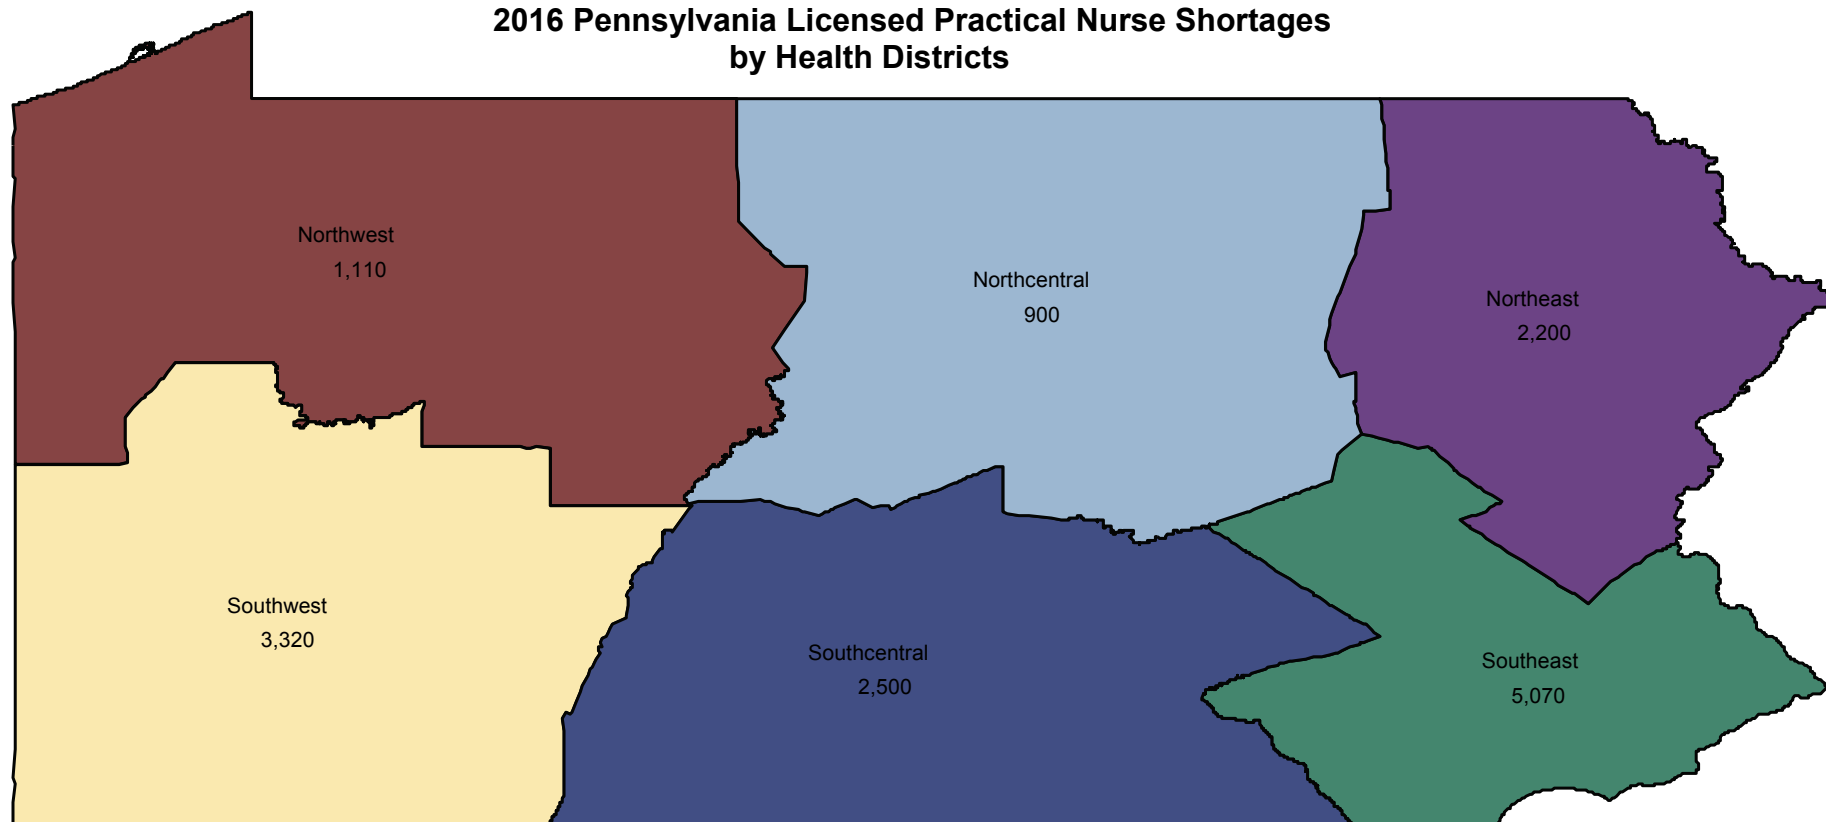 2016 Pennsylvania Licensed Practical Nurse Shortages
by Health Districts
Northwest
1,110
Northcentral
900
Northeast
2,200
Southwest
3,320
Southcentral
2,500
Southeast
5,070